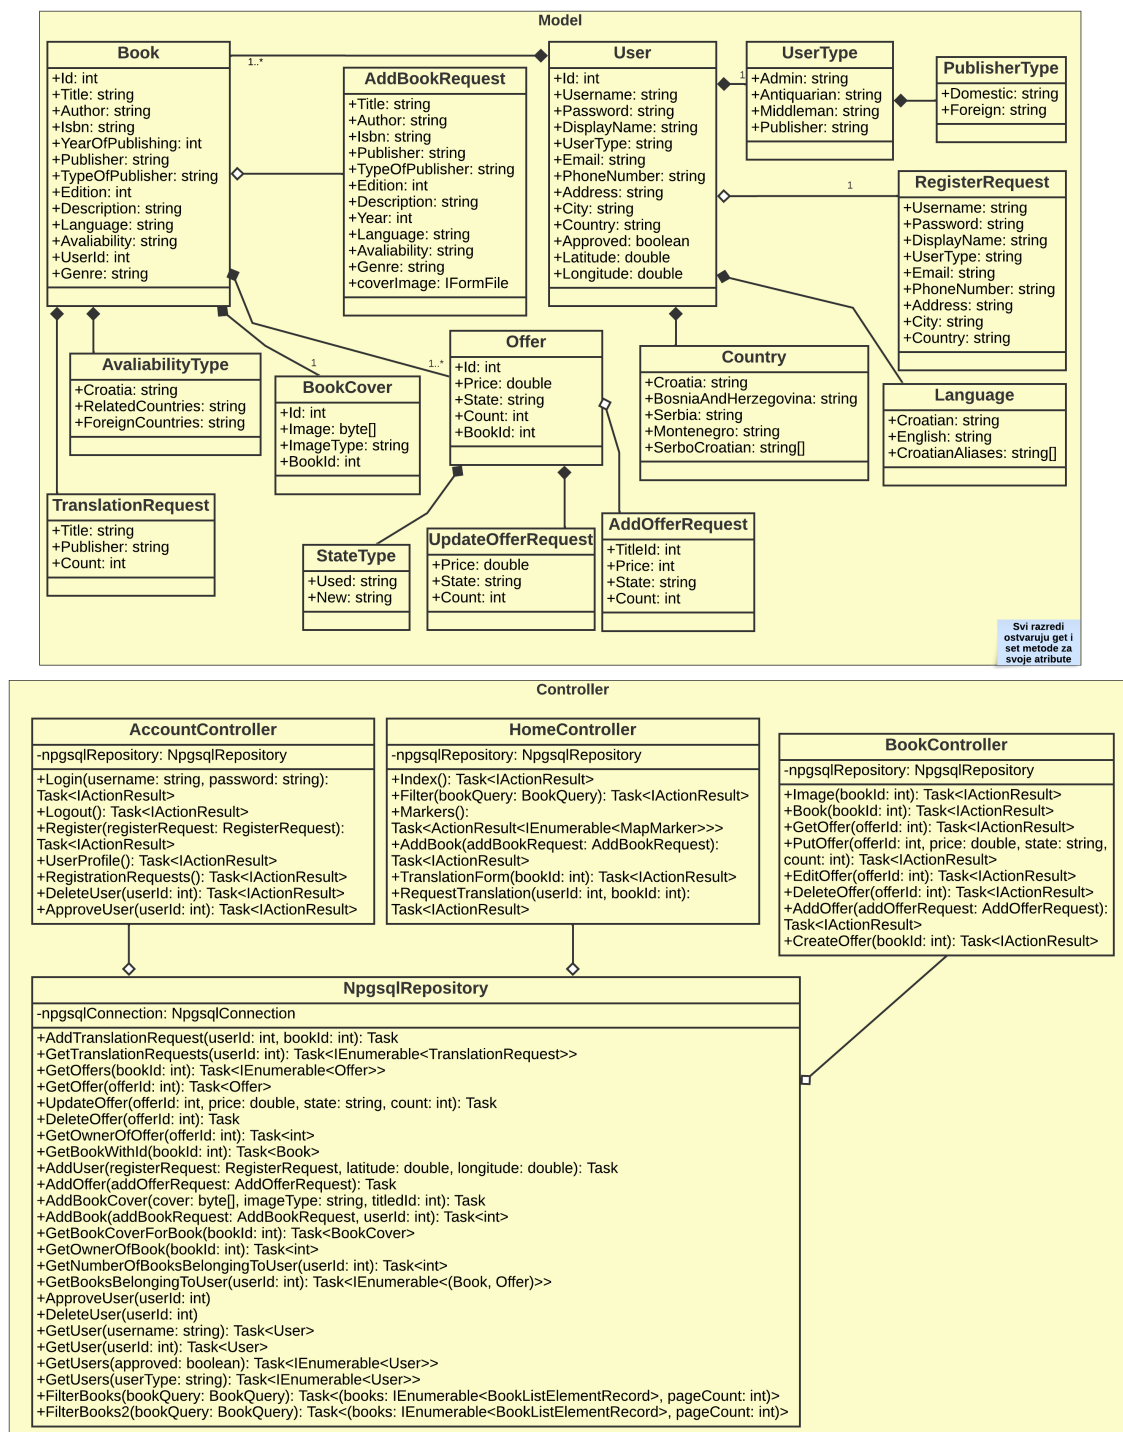 Model
Book
+Id: int
+Title: string
+Author: string
+Isbn: string
+YearOfPublishing: int
+Publisher: string
+TypeOfPublisher: string
+Edition: int
+Description: string
+Language: string
+Avaliability: string
+UserId: int
+Genre: string
1..*
AddBookRequest
+Title: string
+Author: string
+Isbn: string
+Publisher: string
+TypeOfPublisher: string
+Edition: int
+Description: string
+Year: int
+Language: string
+Avaliability: string
+Genre: string
+coverImage: IFormFile
User
+Id: int
+Username: string
+Password: string
+DisplayName: string
+UserType: string
+Email: string
+PhoneNumber: string
+Address: string
+City: string
+Country: string
+Approved: boolean
+Latitude: double
+Longitude: double
1
UserType
+Admin: string
+Antiquarian: string
+Middleman: string
+Publisher: string
PublisherType
+Domestic: string
+Foreign: string
1
RegisterRequest
+Username: string
+Password: string
+DisplayName: string
+UserType: string
+Email: string
+PhoneNumber: string
+Address: string
+City: string
+Country: string
AvaliabilityType
+Croatia: string
+RelatedCountries: string
+ForeignCountries: string
1
BookCover
+Id: int
+Image: byte[]
+ImageType: string
+BookId: int
1..*
Offer
+Id: int
+Price: double
+State: string
+Count: int
+BookId: int
Country
+Croatia: string
+BosniaAndHerzegovina: string
+Serbia: string
+Montenegro: string
+SerboCroatian: string[]
Language
+Croatian: string
+English: string
+CroatianAliases: string[]
TranslationRequest
+Title: string
+Publisher: string
+Count: int
StateType
+Used: string
+New: string
UpdateOfferRequest
+Price: double
+State: string
+Count: int
AddOfferRequest
+TitleId: int
+Price: int
+State: string
+Count: int
Svi razredi
ostvaruju get i
set metode za
svoje atribute
Controller
AccountController
-npgsqlRepository: NpgsqlRepository
+Login(username: string, password: string):
Task<IActionResult>
+Logout(): Task<IActionResult>
+Register(registerRequest: RegisterRequest):
Task<IActionResult>
+UserProfile(): Task<IActionResult>
+RegistrationRequests(): Task<IActionResult>
+DeleteUser(userId: int): Task<IActionResult>
+ApproveUser(userId: int): Task<IActionResult>
HomeController
-npgsqlRepository: NpgsqlRepository
+Index(): Task<IActionResult>
+Filter(bookQuery: BookQuery): Task<IActionResult>
+Markers():
Task<ActionResult<IEnumerable<MapMarker>>>
+AddBook(addBookRequest: AddBookRequest):
Task<IActionResult>
+TranslationForm(bookId: int): Task<IActionResult>
+RequestTranslation(userId: int, bookId: int):
Task<IActionResult>
BookController
-npgsqlRepository: NpgsqlRepository
+Image(bookId: int): Task<IActionResult>
+Book(bookId: int): Task<IActionResult>
+GetOffer(offerId: int): Task<IActionResult>
+PutOffer(offerId: int, price: double, state: string,
count: int): Task<IActionResult>
+EditOffer(offerId: int): Task<IActionResult>
+DeleteOffer(offerId: int): Task<IActionResult>
+AddOffer(addOfferRequest: AddOfferRequest):
Task<IActionResult>
+CreateOffer(bookId: int): Task<IActionResult>
NpgsqlRepository
-npgsqlConnection: NpgsqlConnection
+AddTranslationRequest(userId: int, bookId: int): Task
+GetTranslationRequests(userId: int): Task<IEnumerable<TranslationRequest>>
+GetOffers(bookId: int): Task<IEnumerable<Offer>>
+GetOffer(offerId: int): Task<Offer>
+UpdateOffer(offerId: int, price: double, state: string, count: int): Task
+DeleteOffer(offerId: int): Task
+GetOwnerOfOffer(offerId: int): Task<int>
+GetBookWithId(bookId: int): Task<Book>
+AddUser(registerRequest: RegisterRequest, latitude: double, longitude: double): Task
+AddOffer(addOfferRequest: AddOfferRequest): Task
+AddBookCover(cover: byte[], imageType: string, titledId: int): Task
+AddBook(addBookRequest: AddBookRequest, userId: int): Task<int>
+GetBookCoverForBook(bookId: int): Task<BookCover>
+GetOwnerOfBook(bookId: int): Task<int>
+GetNumberOfBooksBelongingToUser(userId: int): Task<int>
+GetBooksBelongingToUser(userId: int): Task<IEnumerable<(Book, Offer)>>
+ApproveUser(userId: int)
+DeleteUser(userId: int)
+GetUser(username: string): Task<User>
+GetUser(userId: int): Task<User>
+GetUsers(approved: boolean): Task<IEnumerable<User>>
+GetUsers(userType: string): Task<IEnumerable<User>>
+FilterBooks(bookQuery: BookQuery): Task<(books: IEnumerable<BookListElementRecord>, pageCount: int)>
+FilterBooks2(bookQuery: BookQuery): Task<(books: IEnumerable<BookListElementRecord>, pageCount: int)>